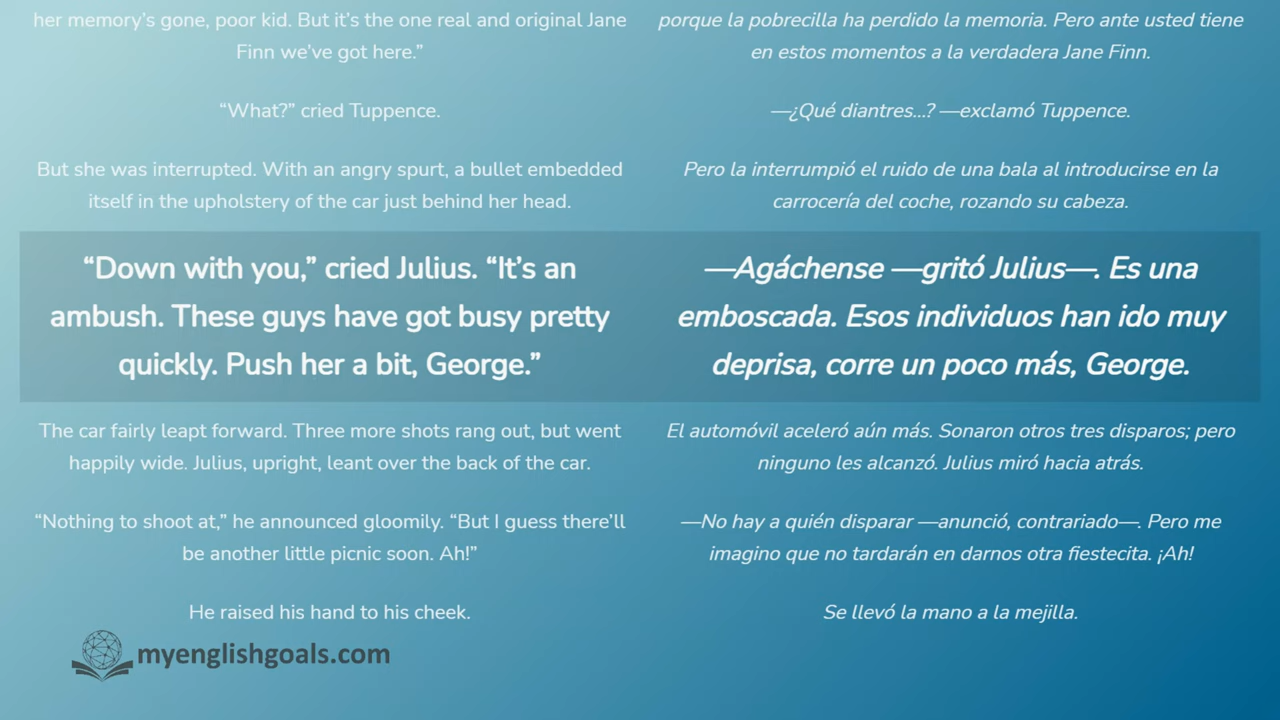 her memory’s gone, poor kid. But it’s the one real and original Jane
Finn we’ve got here.”
“What?” cried Tuppence.
But she was interrupted. With an angry spurt, a bullet embedded
itself in the upholstery of the car just behind her head.
“Down with you,” cried Julius. “It’s an
ambush. These guys have got busy pretty
quickly. Push her a bit, George.”
The car fairly leapt forward. Three more shots rang out, but went
happily wide. Julius, upright, leant over the back of the car.
“Nothing to shoot at,” he announced gloomily. “But I guess there’ll
be another little picnic soon. Ah!”
He raised his hand to his cheek.
porque la pobrecilla ha perdido la memoria. Pero ante usted tiene
en estos momentos a la verdadera Jane Finn.
—¿Qué diantres...? —exclamó Tuppence.
Pero la interrumpió el ruido de una bala al introducirse en la
carrocería del coche, rozando su cabeza.
—Agáchense —gritó Julius—. Es una
emboscada. Esos individuos han ido muy
deprisa, corre un poco más, George.
El automóvil aceleró aún más. Sonaron otros tres disparos; pero
ninguno les alcanzó. Julius miró hacia atrás.
—No hay a quién disparar —anunció, contrariado—. Pero me
imagino que no tardarán en darnos otra fiestecita. ¡Ah!
Se llevó la mano a la mejilla.
myenglishgoals.com